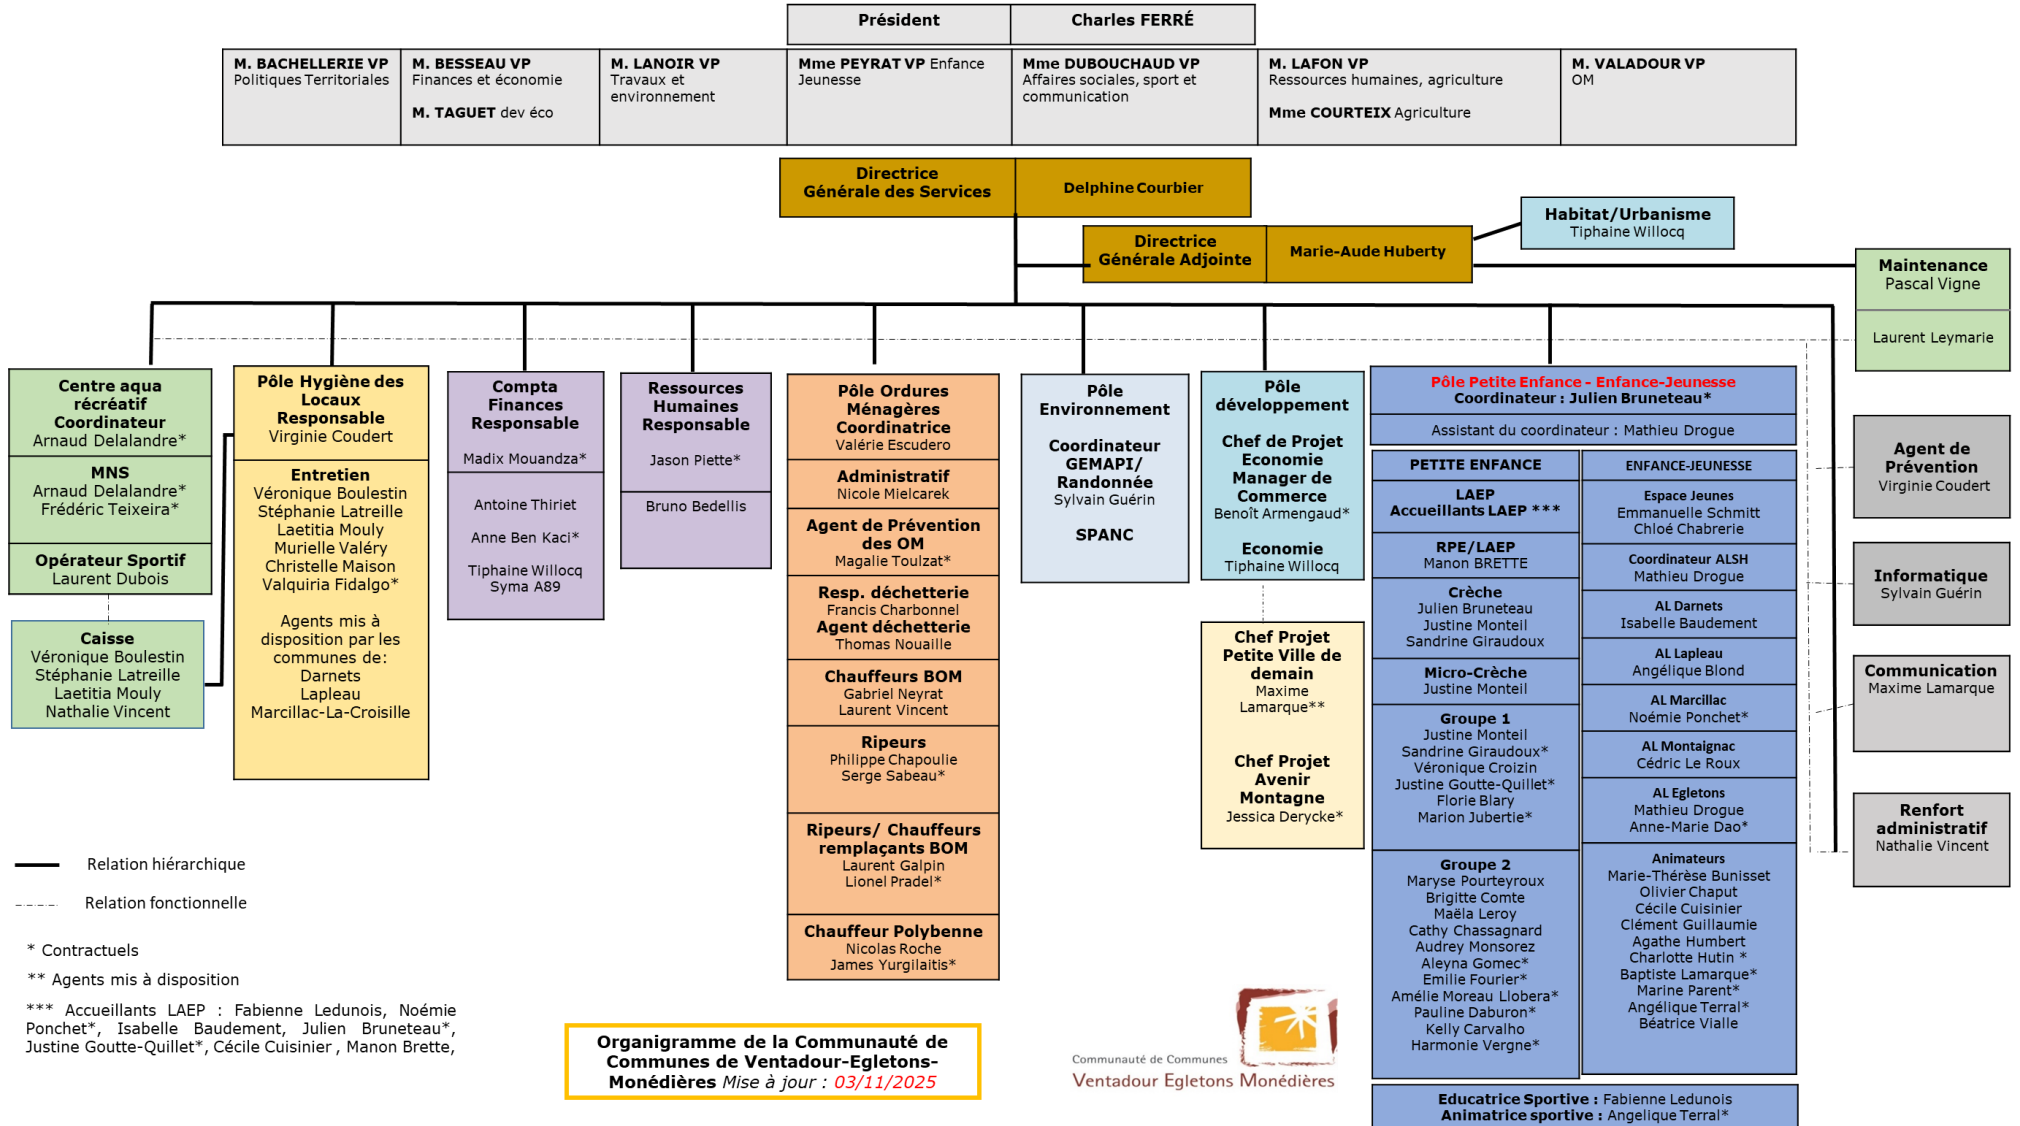 Président
Charles FERRÉ
M. BACHELLERIE VP
Politiques Territoriales
M. BESSEAU VP
Finances et économie
M. TAGUET dev éco
M. LANOIR VP
Travaux et
environnement
Mme PEYRAT VP Enfance
Jeunesse
Mme DUBOUCHAUD VP
Affaires sociales, sport et
communication
M. LAFON VP
Ressources humaines, agriculture
Mme COURTEIX Agriculture
M. VALADOUR VP
OM
Directrice
Générale des Services
Delphine Courbier
Directrice
Générale Adjointe
Marie-Aude Huberty
Habitat/Urbanisme
Tiphaine Willocq
Maintenance
Pascal Vigne
Laurent Leymarie
Centre aqua
récréatif
Coordinateur
Arnaud Delalandre*
MNS
Arnaud Delalandre*
Frédéric Teixeira*
Opérateur Sportif
Laurent Dubois
Caisse
Véronique Boulestin
Stéphanie Latreille
Laetitia Mouly
Nathalie Vincent
Pôle Hygiène des
Locaux
Responsable
Virginie Coudert
Entretien
Véronique Boulestin
Stéphanie Latreille
Laetitia Mouly
Murielle Valéry
Christelle Maison
Valquiria Fidalgo*
Agents mis à
disposition par les
communes de:
Darnets
Lapleau
Marcillac-La-Croisille
Compta
Finances
Responsable
Madix Mouandza*
Antoine Thiriet
Anne Ben Kaci*
Tiphaine Willocq
Syma A89
Ressources
Humaines
Responsable
Jason Piette*
Bruno Bedellis
Pôle Ordures
Ménagères
Coordinatrice
Valérie Escudero
Administratif
Nicole Mielcarek
Agent de Prévention
des OM
Magalie Toulzat*
Resp. déchetterie
Francis Charbonnel
Agent déchetterie
Thomas Nouaille
Chauffeurs BOM
Gabriel Neyrat
Laurent Vincent
Ripeurs
Philippe Chapoulie
Serge Sabeau*
Ripeurs/ Chauffeurs
remplaçants BOM
Laurent Galpin
Lionel Pradel*
Chauffeur Polybenne
Nicolas Roche
James Yurgilaitis*
Pôle
Environnement
Coordinateur
GEMAPI/
Randonnée
Sylvain Guérin
SPANC
Pôle
développement
Chef de Projet
Economie
Manager de
Commerce
Benoît Armengaud*
Economie
Tiphaine Willocq
Chef Projet
Petite Ville de
demain
Maxime
Lamarque**
Chef Projet
Avenir
Montagne
Jessica Derycke*
Pôle Petite Enfance - Enfance-Jeunesse
Coordinateur : Julien Bruneteau*
Assistant du coordinateur : Mathieu Drogue
PETITE ENFANCE
LAEP
Accueillants LAEP ***
RPE/LAEP
Manon BRETTE
Crèche
Julien Bruneteau
Justine Monteil
Sandrine Giraudoux
Micro-Crèche
Justine Monteil
Groupe 1
Justine Monteil
Sandrine Giraudoux*
Véronique Croizin
Justine Goutte-Quillet*
Florie Blary
Marion Jubertie*
Groupe 2
Maryse Pourteyroux
Brigitte Comte
Maëla Leroy
Cathy Chassagnard
Audrey Monsorez
Aleyna Gomec*
Emilie Fourier*
Amélie Moreau Llobera*
Pauline Daburon*
Kelly Carvalho
Harmonie Vergne*
ENFANCE-JEUNESSE
Espace Jeunes
Emmanuelle Schmitt
Chloé Chabrerie
Coordinateur ALSH
Mathieu Drogue
AL Darnets
Isabelle Baudement
AL Lapleau
Angélique Blond
AL Marcillac
Noémie Ponchet*
AL Montaignac
Cédric Le Roux
AL Egletons
Mathieu Drogue
Anne-Marie Dao*
Animateurs
Marie-Thérèse Bunisset
Olivier Chaput
Cécile Cuisinier
Clément Guillaumie
Agathe Humbert
Charlotte Hutin *
Baptiste Lamarque*
Marine Parent*
Angélique Terral*
Béatrice Vialle
Educatrice Sportive : Fabienne Ledunois
Animatrice sportive : Angelique Terral*
Agent de
Prévention
Virginie Coudert
Informatique
Sylvain Guérin
Communication
Maxime Lamarque
Renfort
administratif
Nathalie Vincent
Relation hiérarchique
Relation fonctionnelle
* Contractuels
** Agents mis à disposition
*** Accueillants LAEP : Fabienne Ledunois, Noémie
Ponchet*, Isabelle Baudement, Julien Bruneteau*,
Justine Goutte-Quillet*, Cécile Cuisinier , Manon Brette,
Organigramme de la Communauté de
Communes de Ventadour-Egletons-
Monédières Mise à jour : 03/11/2025
Communauté de Communes
Ventadour Egletons Monédières